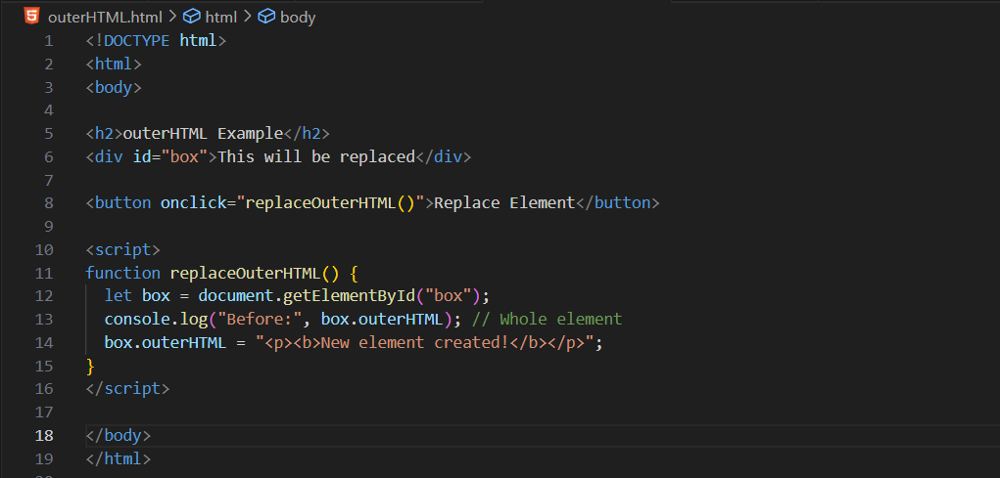 outerHTML.html > html > body
1 <!DOCTYPE html>
2 <html>
3 <body>
4
5 <h2>outerHTML Example</h2>
6 <div id="box">This will be replaced</div>
7
8 <button onclick="replaceOuterHTML()">Replace Element</button>
9
10 <script>
11 function replaceOuterHTML() {
12   let box = document.getElementById("box");
13   console.log("Before:", box.outerHTML); // Whole element
14   box.outerHTML = "<p><b>New element created!</b></p>";
15 }
16 </script>
17
18 </body>
19 </html>